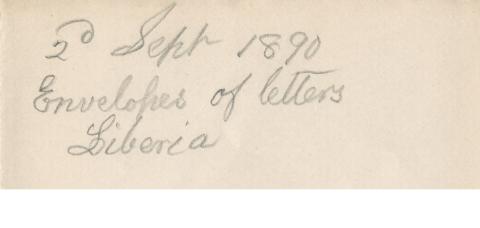 2d Sept 1890
Envelopes of letters
Liberia